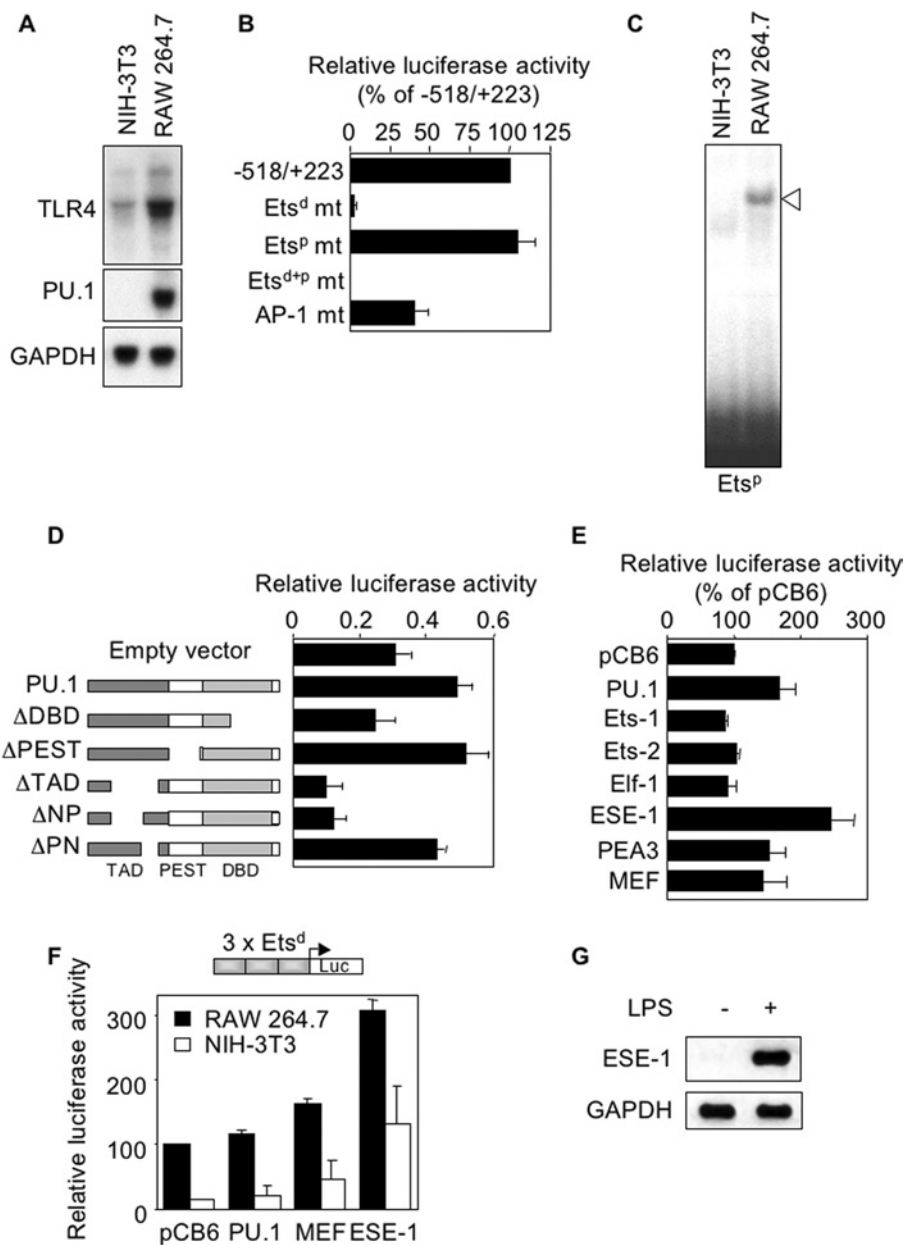 A
NIH-3T3
RAW 264.7
TLR4
PU.1
GAPDH
B
Relative luciferase activity
(% of -518/+223)
0 25 50 75 100 125
-518/+223
Etsᵈ mt
Etsᵖ mt
Etsᵈ⁺ᵖ mt
AP-1 mt
C
NIH-3T3
RAW 264.7
Etsᵖ
D
Relative luciferase activity
0 0.2 0.4 0.6
Empty vector
PU.1
ΔDBD
ΔPEST
ΔTAD
ΔNP
ΔPN
TAD PEST DBD
E
Relative luciferase activity
(% of pCB6)
0 100 200 300
pCB6
PU.1
Ets-1
Ets-2
Elf-1
ESE-1
PEA3
MEF
F
3 x Etsᵈ
Luc
Relative luciferase activity
300
200
100
0
RAW 264.7
NIH-3T3
pCB6 PU.1 MEF ESE-1
G
LPS - +
ESE-1
GAPDH